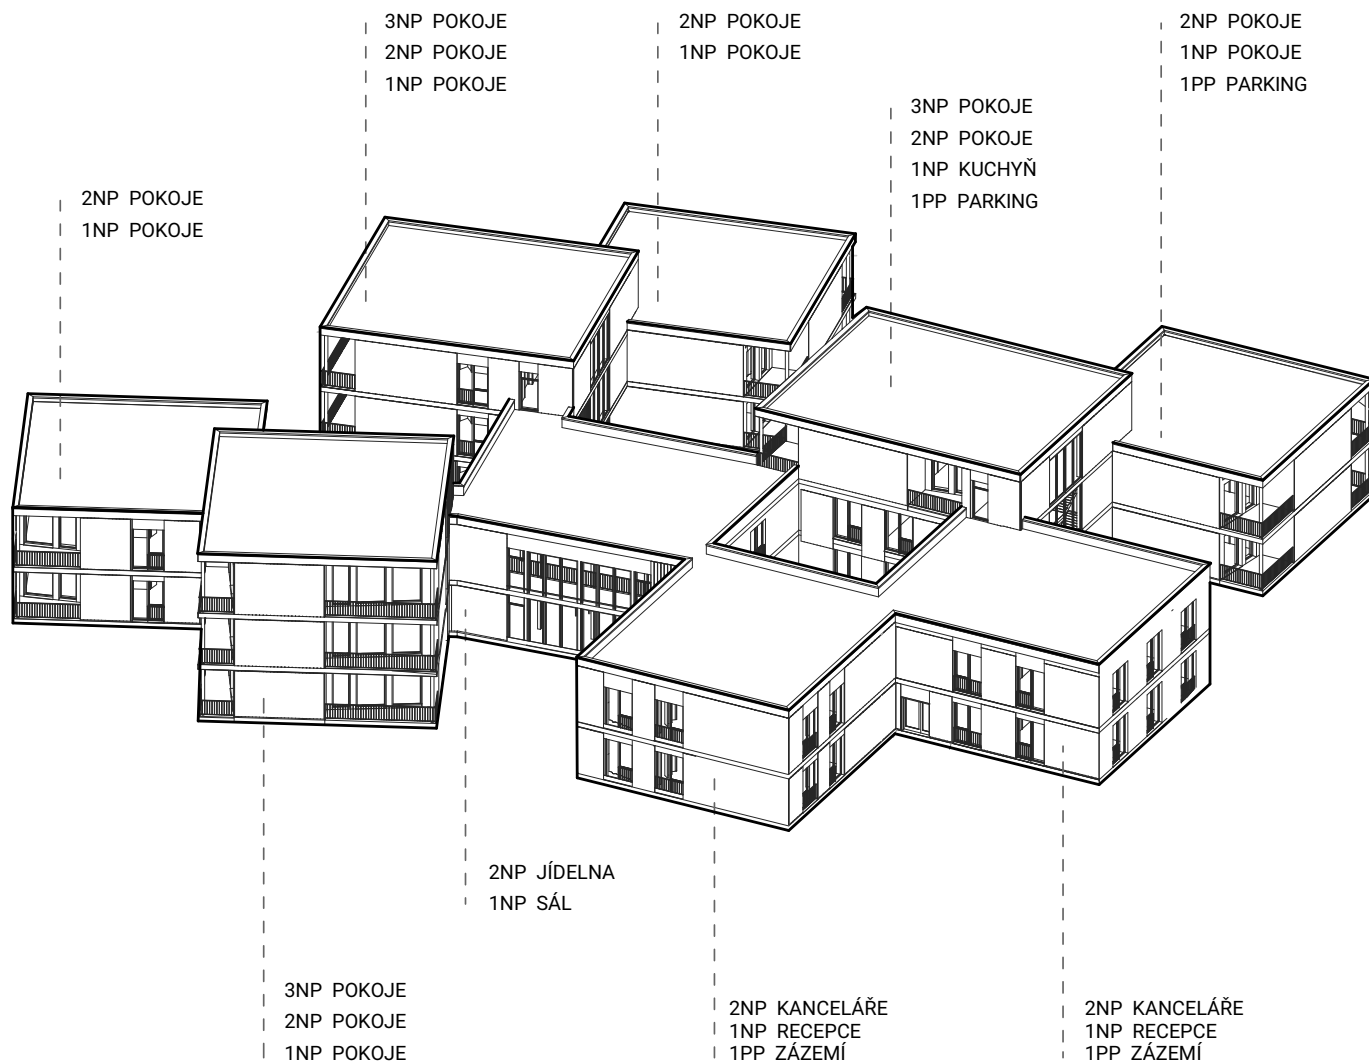 3NP POKOJE
2NP POKOJE
1NP POKOJE
2NP POKOJE
1NP POKOJE
2NP POKOJE
1NP POKOJE
1PP PARKING
3NP POKOJE
2NP POKOJE
1NP KUCHYŇ
1PP PARKING
2NP POKOJE
1NP POKOJE
2NP JÍDELNA
1NP SÁL
3NP POKOJE
2NP POKOJE
1NP POKOJE
2NP KANCELÁŘE
1NP RECEPCE
1PP ZÁZEMÍ
2NP KANCELÁŘE
1NP RECEPCE
1PP ZÁZEMÍ